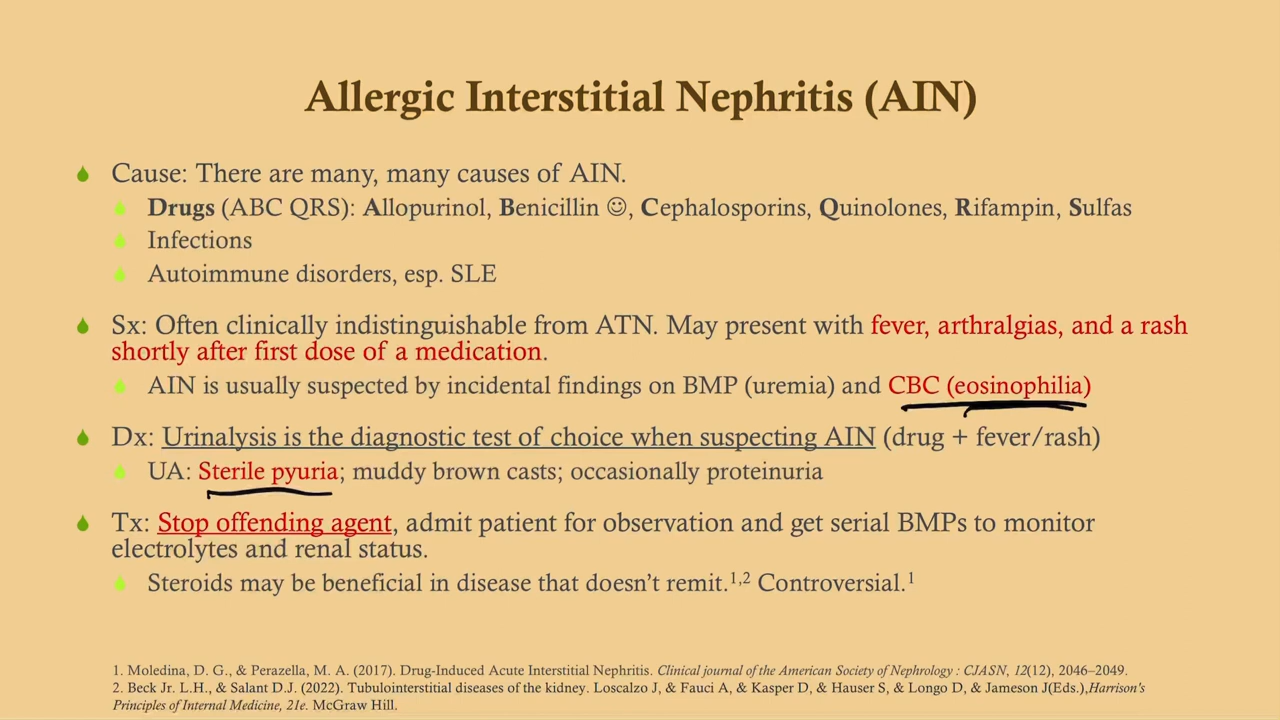 Allergic Interstitial Nephritis (AIN)
Cause: There are many, many causes of AIN.
Drugs (ABC QRS): Allopurinol, Benicillin ☺, Cephalosporins, Quinolones, Rifampin, Sulfas
Infections
Autoimmune disorders, esp. SLE
Sx: Often clinically indistinguishable from ATN. May present with fever, arthralgias, and a rash
shortly after first dose of a medication.
AIN is usually suspected by incidental findings on BMP (uremia) and CBC (eosinophilia)
Dx: Urinalysis is the diagnostic test of choice when suspecting AIN (drug + fever/rash)
UA: Sterile pyuria; muddy brown casts; occasionally proteinuria
Tx: Stop offending agent, admit patient for observation and get serial BMPs to monitor
electrolytes and renal status.
Steroids may be beneficial in disease that doesn't remit.1,2 Controversial.1
1. Moledina, D. G., & Perazella, M. A. (2017). Drug-Induced Acute Interstitial Nephritis. Clinical journal of the American Society of Nephrology : CJASN, 12(12), 2046–2049.
2. Beck Jr. L.H., & Salant D.J. (2022). Tubulointerstitial diseases of the kidney. Loscalzo J, & Fauci A, & Kasper D, & Hauser S, & Longo D, & Jameson J(Eds.),Harrison's
Principles of Internal Medicine, 21e. McGraw Hill.